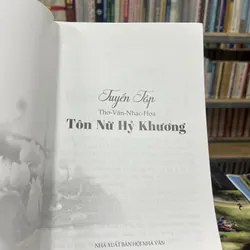 Tuyển Tập
Thơ-Văn-Nhạc-Họa
Tôn Nữ Hỷ Khương
NHÀ XUẤT BẢN HỘI NHÀ VĂN